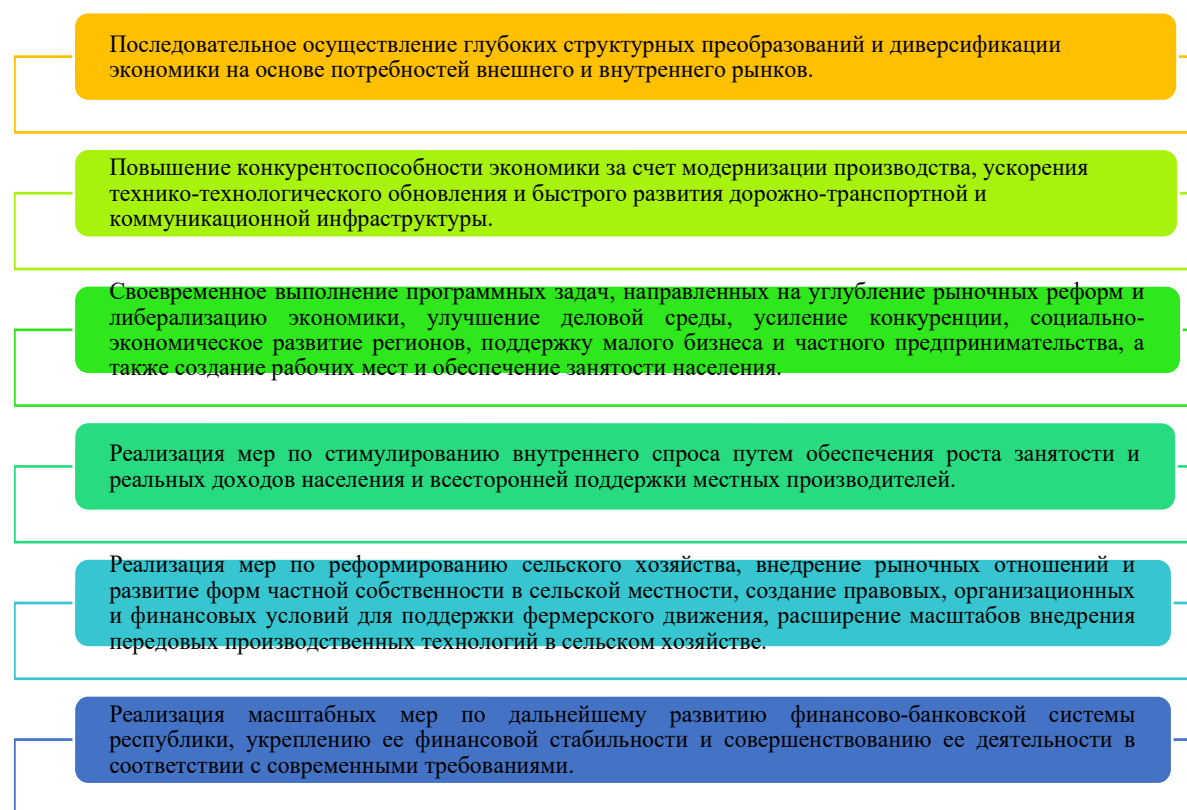 Последовательное осуществление глубоких структурных преобразований и диверсификации
экономики на основе потребностей внешнего и внутреннего рынков.
Повышение конкурентоспособности экономики за счет модернизации производства, ускорения
технико-технологического обновления и быстрого развития дорожно-транспортной и
коммуникационной инфраструктуры.
Своевременное выполнение программных задач, направленных на углубление рыночных реформ и
либерализацию экономики, улучшение деловой среды, усиление конкуренции, социально-
экономическое развитие регионов, поддержку малого бизнеса и частного предпринимательства, а
также создание рабочих мест и обеспечение занятости населения.
Реализация мер по стимулированию внутреннего спроса путем обеспечения роста занятости и
реальных доходов населения и всесторонней поддержки местных производителей.
Реализация мер по реформированию сельского хозяйства, внедрение рыночных отношений и
развитие форм частной собственности в сельской местности, создание правовых, организационных
и финансовых условий для поддержки фермерского движения, расширение масштабов внедрения
передовых производственных технологий в сельском хозяйстве.
Реализация масштабных мер по дальнейшему развитию финансово-банковской системы
республики, укреплению ее финансовой стабильности и совершенствованию ее деятельности в
соответствии с современными требованиями.